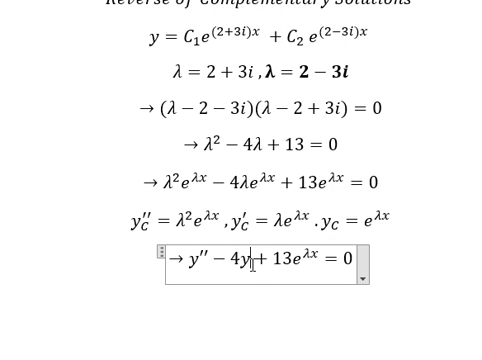 Reverse of Complementary Solutions
y = C₁e^(2+3i)x + C₂ e^(2−3i)x
λ = 2 + 3i , λ = 2 − 3i
→ (λ − 2 − 3i)(λ − 2 + 3i) = 0
→ λ² − 4λ + 13 = 0
→ λ²e^λx − 4λe^λx + 13e^λx = 0
y_C'' = λ²e^λx , y_C' = λe^λx . y_C = e^λx
→ y'' − 4y + 13e^λx = 0